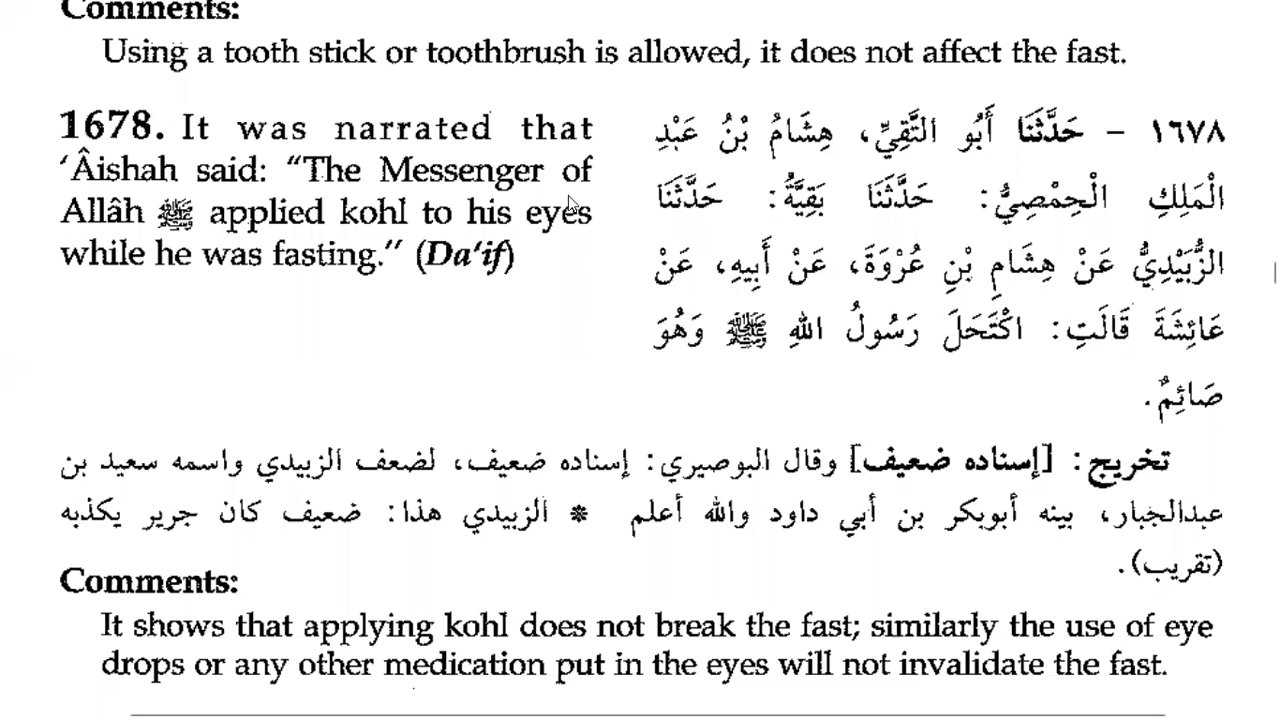 Comments:
Using a tooth stick or toothbrush is allowed, it does not affect the fast.
1678. It was narrated that
‘Âishah said: “The Messenger of
Allâh ﷺ applied kohl to his eyes
while he was fasting.” (Da‘if)
١٦٧٨ – حَدَّثَنَا أَبُو التَّقِيِّ، هِشَامُ بْنُ عَبْدِ
الْمَلِكِ الْحِمْصِيُّ: حَدَّثَنَا بَقِيَّةُ: حَدَّثَنَا
الزُّبَيْدِيُّ عَنْ هِشَامِ بْنِ عُرْوَةَ، عَنْ أَبِيهِ، عَنْ
عَائِشَةَ قَالَتِ: اكْتَحَلَ رَسُولُ اللهِ ﷺ وَهُوَ
صَائِمٌ.
تخريج: [إسناده ضعيف] وقال البوصيري: إسناده ضعيف، لضعف الزبيدي واسمه سعيد بن
عبدالجبار، بينه أبوبكر بن أبي داود والله أعلم * الزبيدي هذا: ضعيف كان جرير يكذبه
(تقريب).
Comments:
It shows that applying kohl does not break the fast; similarly the use of eye
drops or any other medication put in the eyes will not invalidate the fast.